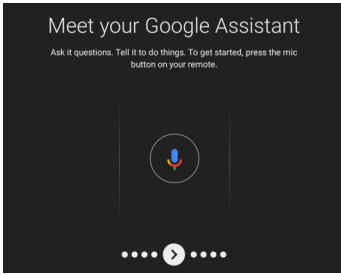 Meet your Google Assistant
Ask it questions. Tell it to do things. To get started, press the mic
button on your remote.